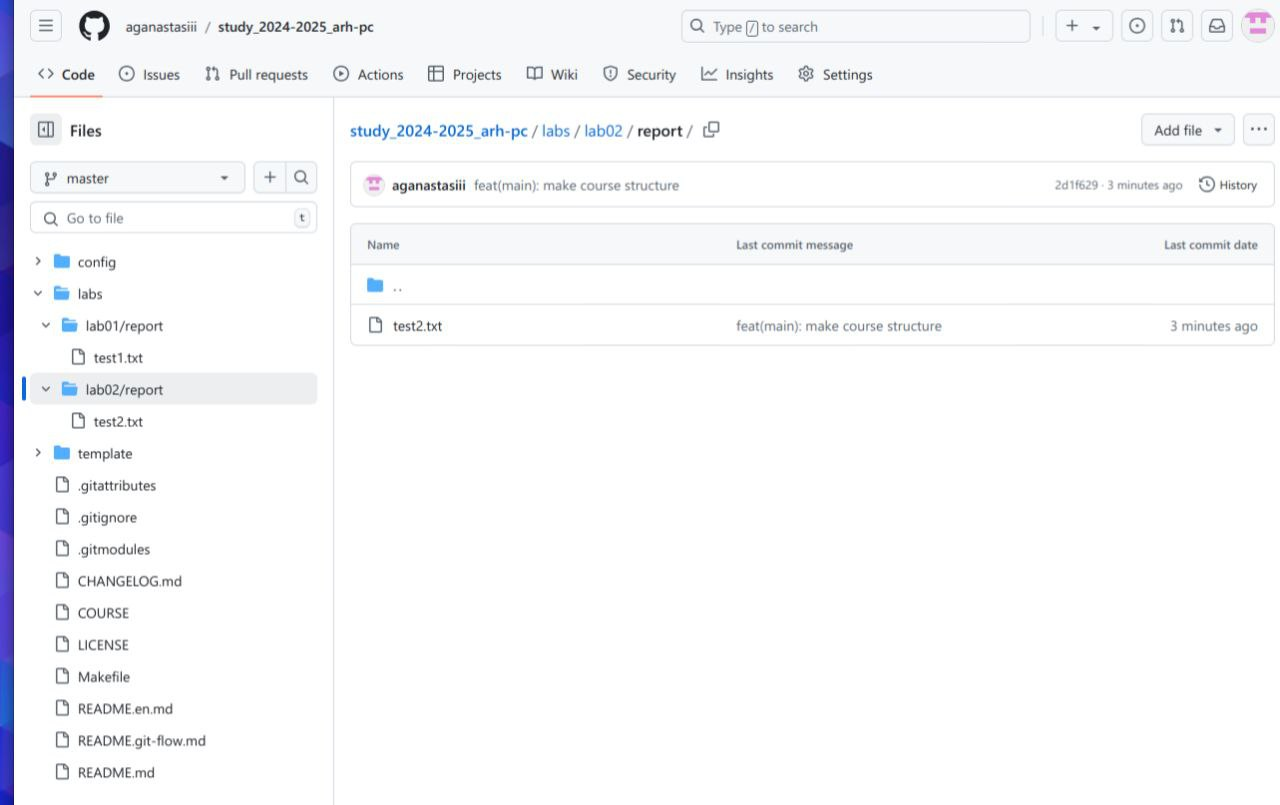 aganastasiii / study_2024-2025_arh-pc
Type / to search
Code Issues Pull requests Actions Projects Wiki Security Insights Settings
Files
master
Go to file t
config
labs
lab01/report
test1.txt
lab02/report
test2.txt
template
.gitattributes
.gitignore
.gitmodules
CHANGELOG.md
COURSE
LICENSE
Makefile
README.en.md
README.git-flow.md
README.md
study_2024-2025_arh-pc / labs / lab02 / report /
Add file
aganastasiii feat(main): make course structure 2d1f629 · 3 minutes ago History
Name Last commit message Last commit date
..
test2.txt feat(main): make course structure 3 minutes ago